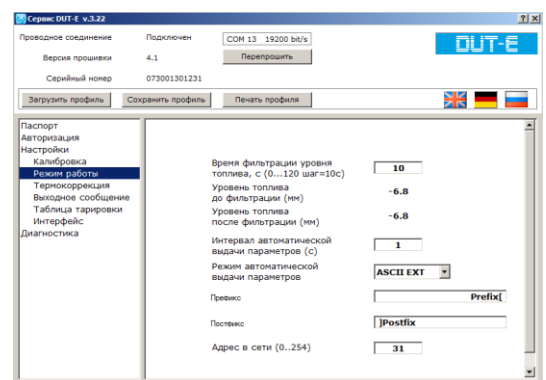 Сервис DUT-E v.3.22
Проводное соединение Подключен COM 13 19200 bit/s
DUT-E
Версия прошивки 4.1 Перепрошить
Серийный номер 073001301231
Загрузить профиль Сохранить профиль Печать профиля
Паспорт
Авторизация
Настройки
Калибровка
Режим работы
Термокоррекция
Выходное сообщение
Таблица тарировки
Интерфейс
Диагностика
Время фильтрации уровня
топлива, с (0...120 шаг=10с) 10
Уровень топлива
до фильтрации (мм) -6.8
Уровень топлива
после фильтрации (мм) -6.8
Интервал автоматической
выдачи параметров (с) 1
Режим автоматической
выдачи параметров ASCII EXT
Превикс Prefix[
Поствикс ]Postfix
Адрес в сети (0..254) 31